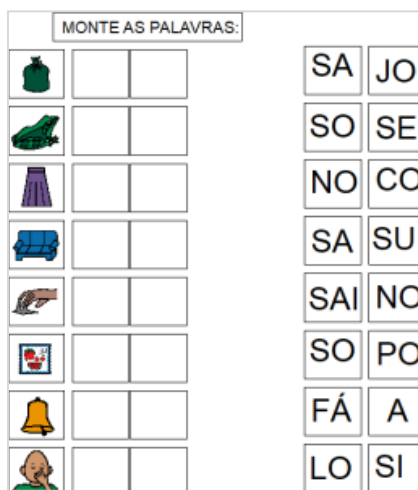 MONTE AS PALAVRAS:
SA JO
SO SE
NO CO
SA SU
SAI NO
SO PO
FÁ A
LO SI